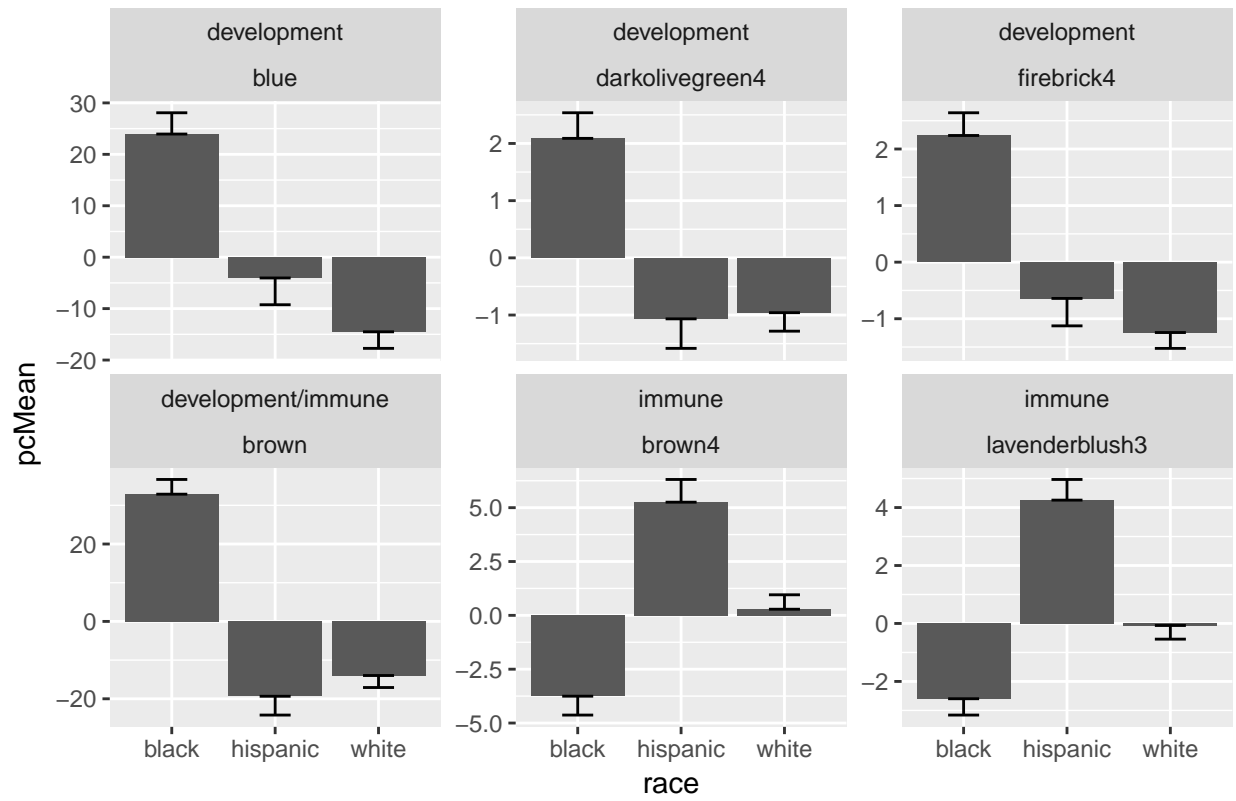 development
blue
development
darkolivegreen4
development
firebrick4
30
20
10
0
−10
−20
2
1
0
−1
2
1
0
−1
development/immune
brown
immune
brown4
immune
lavenderblush3
20
0
−20
5.0
2.5
0.0
−2.5
−5.0
4
2
0
−2
black hispanic white
black hispanic white
black hispanic white
pcMean
race